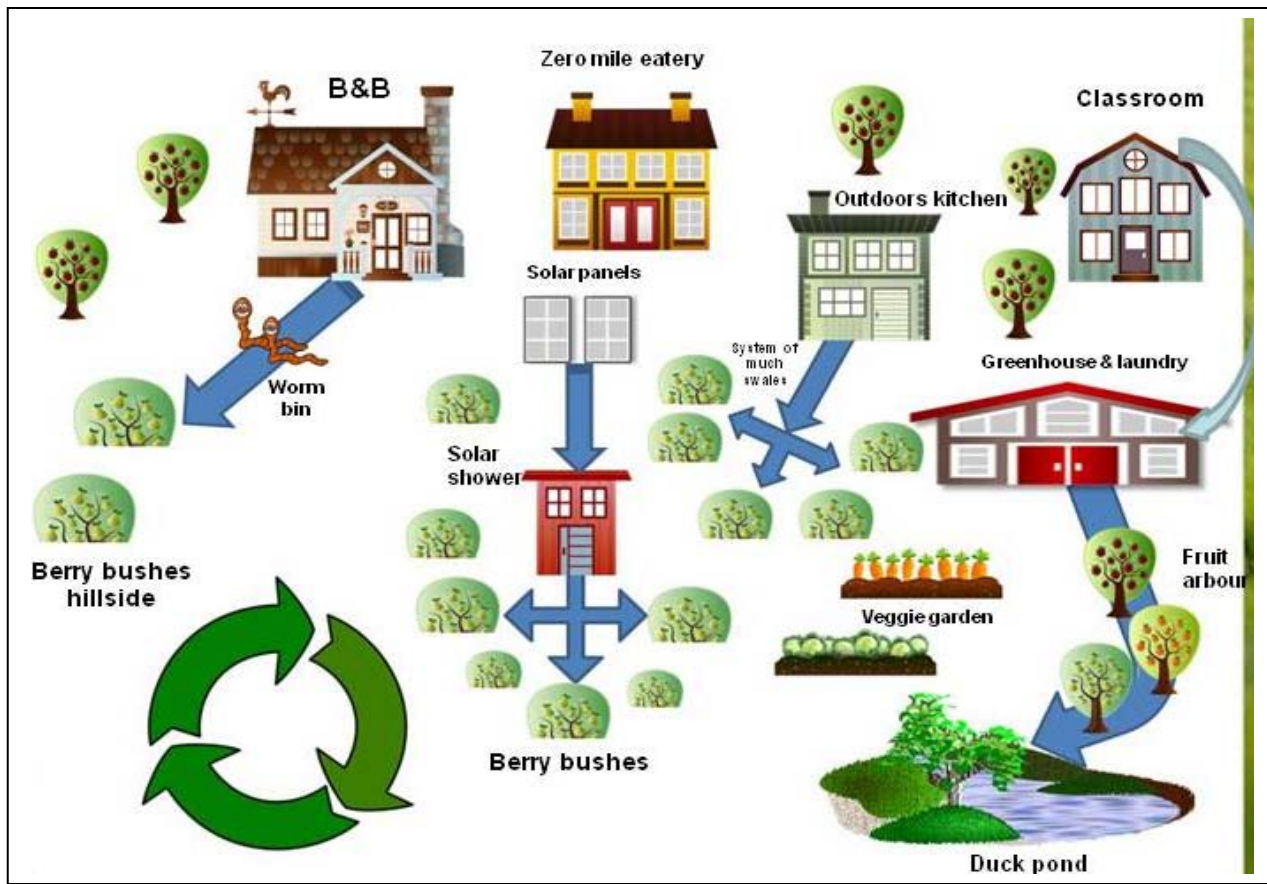 B&B
Zero mile eatery
Classroom
Outdoors kitchen
Solar panels
System of
much
swales
Greenhouse & laundry
Worm
bin
Solar
shower
Berry bushes
hillside
Fruit
arbour
Veggie garden
Berry bushes
Duck pond